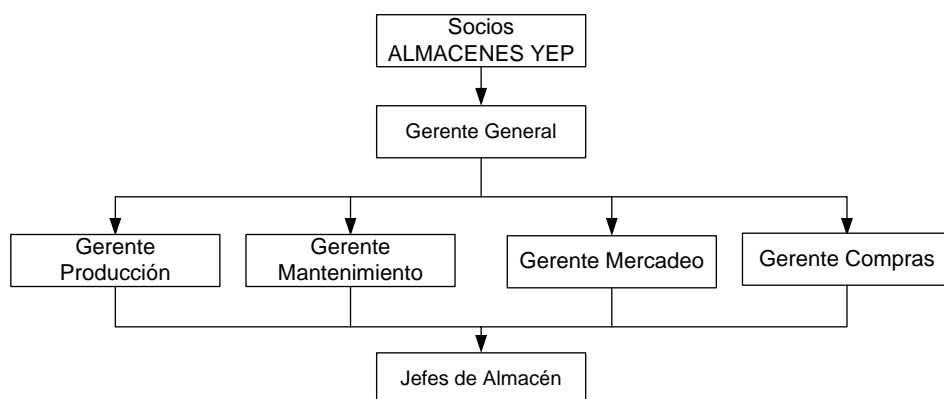 Socios
ALMACENES YEP
Gerente General
Gerente
Producción
Gerente
Mantenimiento
Gerente Mercadeo
Gerente Compras
Jefes de Almacén